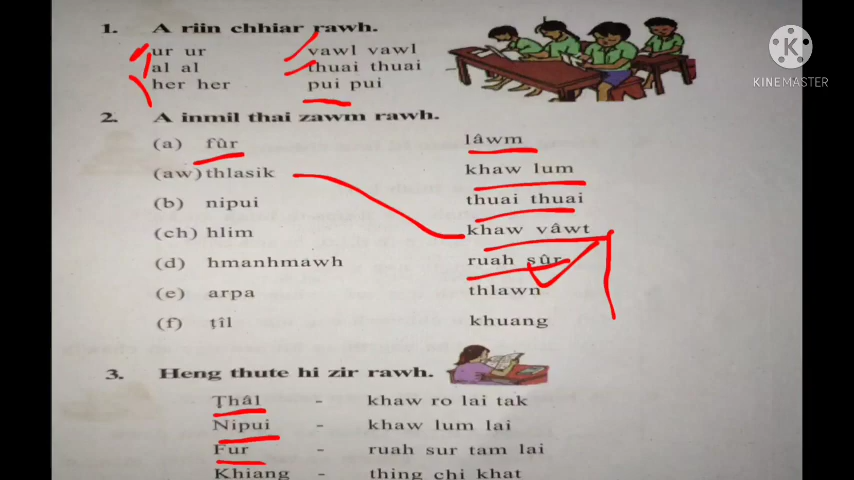 1. A riin chhiar rawh.
ur ur vawl vawl
al al thuai thuai
her her pui pui
2. A inmil thai zawm rawh.
(a) fûr lâwm
(aw) thlasik khaw lum
(b) nipui thuai thuai
(ch) hlim khaw vâwt
(d) hmanhmawh ruah sûr
(e) arpa thlawn
(f) ţîl khuang
3. Heng thute hi zir rawh.
Ţhâl - khaw ro lai tak
Nipui - khaw lum lai
Fur - ruah sur tam lai
Khiang - thing chi khat
K
KINEMASTER